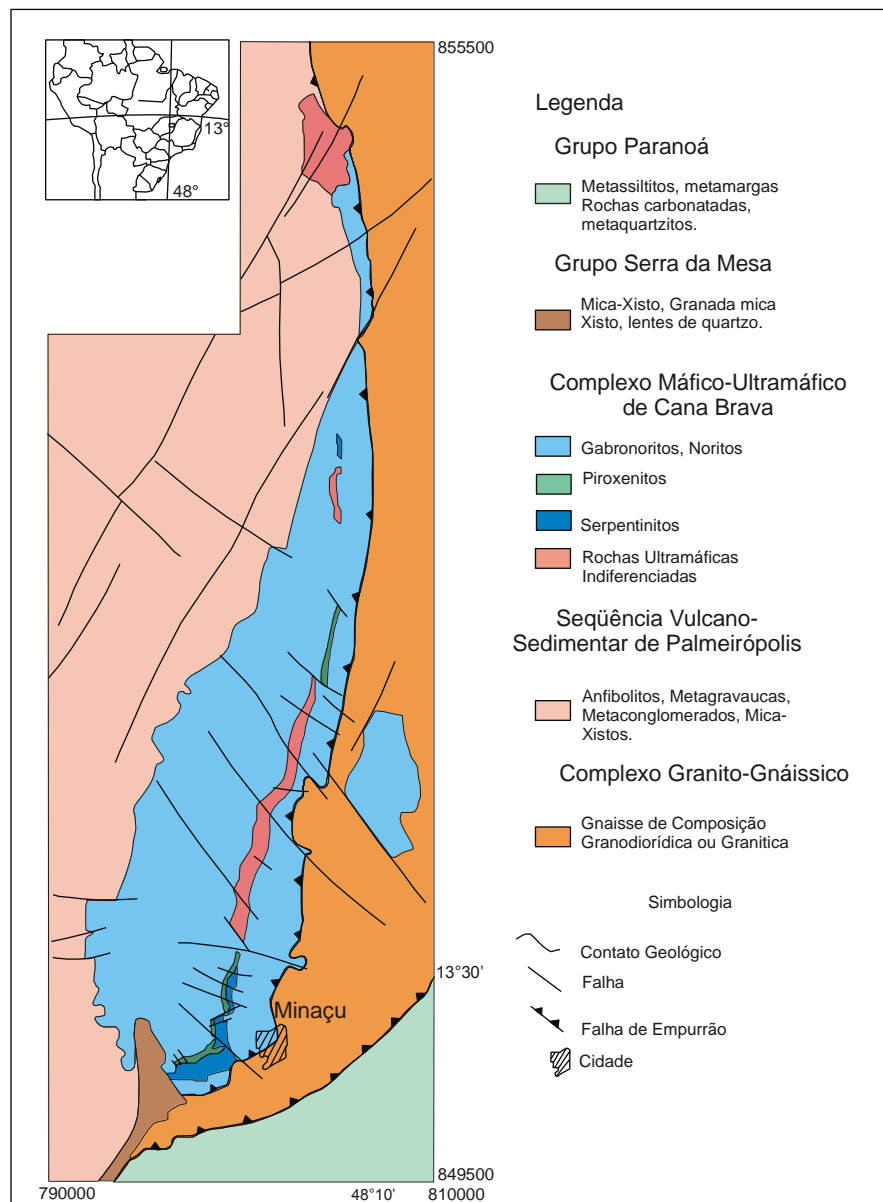 855500
13°
48°
Legenda
Grupo Paranoá
Metassiltitos, metamargas
Rochas carbonatadas,
metaquartzitos.
Grupo Serra da Mesa
Mica-Xisto, Granada mica
Xisto, lentes de quartzo.
Complexo Máfico-Ultramáfico
de Cana Brava
Gabronoritos, Noritos
Piroxenitos
Serpentinitos
Rochas Ultramáficas
Indiferenciadas
Seqüência Vulcano-
Sedimentar de Palmeirópolis
Anfibolitos, Metagravaucas,
Metaconglomerados, Mica-
Xistos.
Complexo Granito-Gnáissico
Gnaisse de Composição
Granodiorídica ou Granitica
Simbologia
Contato Geológico
Falha
Falha de Empurrão
Cidade
13°30'
Minaçu
849500
790000
48°10'
810000